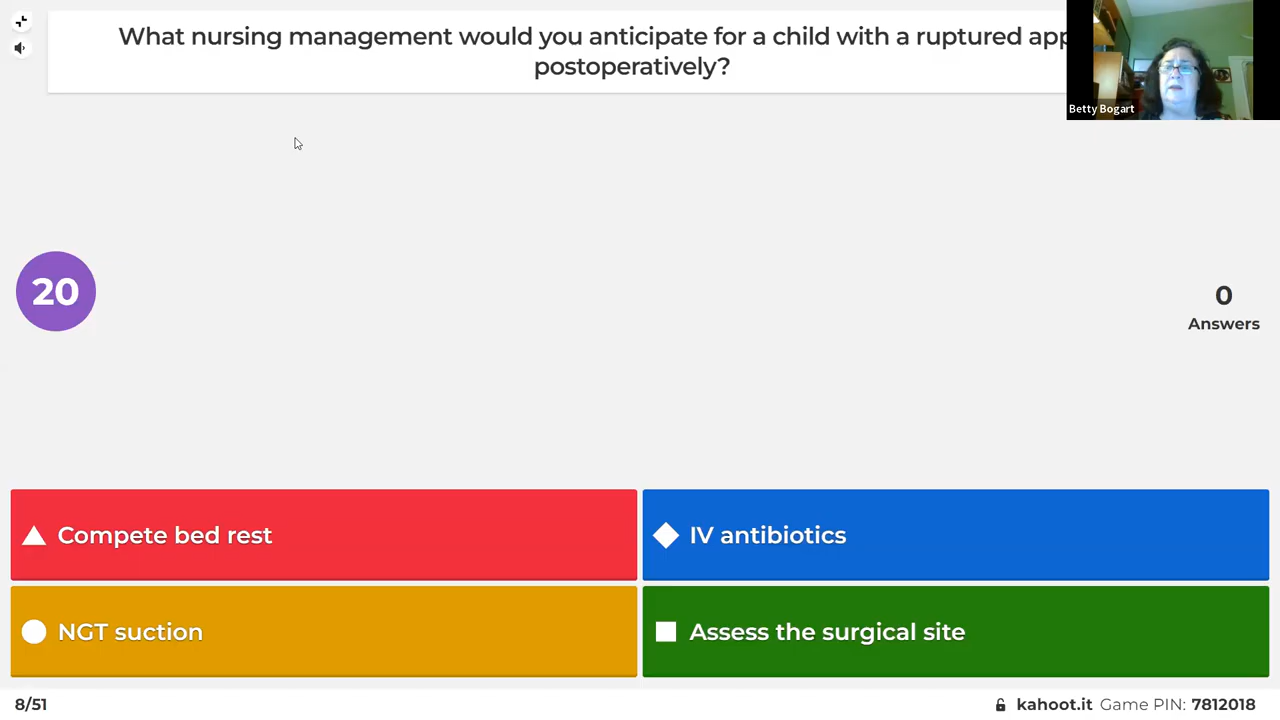 What nursing management would you anticipate for a child with a ruptured
postoperatively?
Betty Bogart
20
0
Answers
Compete bed rest
IV antibiotics
NGT suction
Assess the surgical site
8/51
kahoot.it Game PIN: 7812018